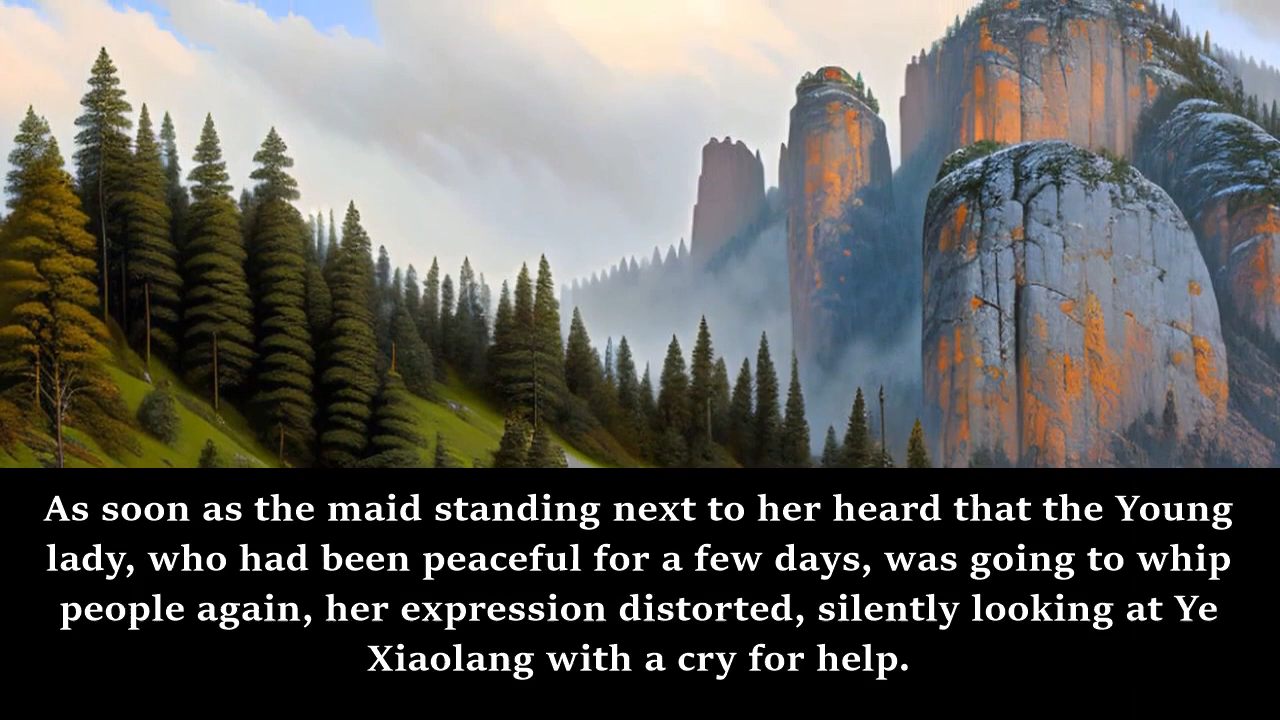 As soon as the maid standing next to her heard that the Young
lady, who had been peaceful for a few days, was going to whip
people again, her expression distorted, silently looking at Ye
Xiaolang with a cry for help.